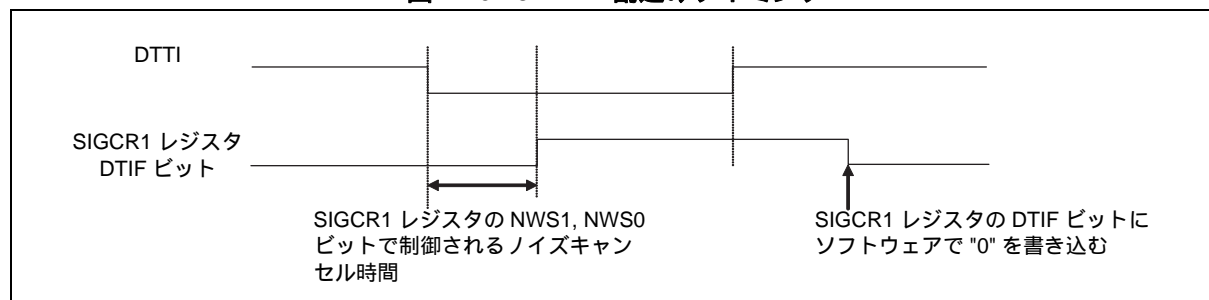 DTTI
SIGCR1 レジスタ
DTIF ビット
SIGCR1 レジスタの NWS1, NWS0
ビットで制御されるノイズキャン
セル時間
SIGCR1 レジスタの DTIF ビットに
ソフトウェアで "0" を書き込む